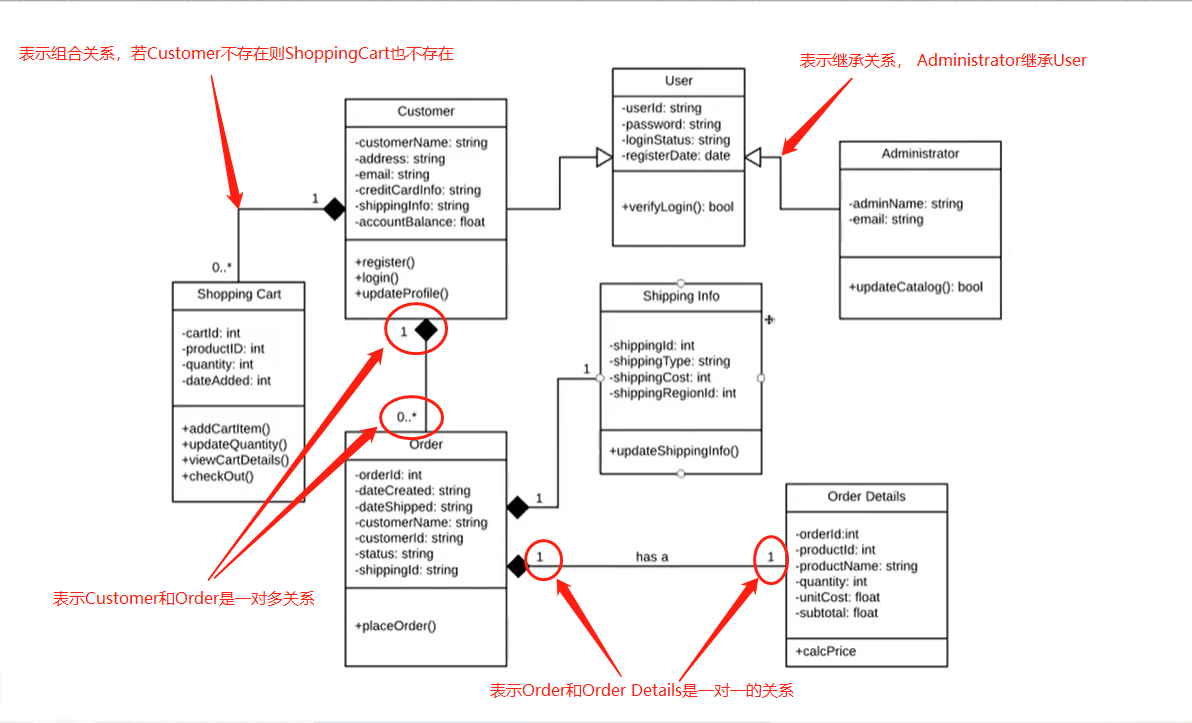 表示组合关系，若Customer不存在则ShoppingCart也不存在
表示继承关系， Administrator继承User
User
-userId: string
-password: string
-loginStatus: string
-registerDate: date
+verifyLogin(): bool
Customer
-customerName: string
-address: string
-email: string
-creditCardInfo: string
-shippingInfo: string
-accountBalance: float
+register()
+login()
+updateProfile()
Administrator
-adminName: string
-email: string
+updateCatalog(): bool
1
0..*
Shopping Cart
-cartId: int
-productID: int
-quantity: int
-dateAdded: int
+addCartItem()
+updateQuantity()
+viewCartDetails()
+checkOut()
Shipping Info
-shippingId: int
-shippingType: string
-shippingCost: int
-shippingRegionId: int
+updateShippingInfo()
1
0..*
Order
-orderId: int
-dateCreated: string
-dateShipped: string
-customerName: string
-customerId: string
-status: string
-shippingId: string
+placeOrder()
1
1
1
has a
1
Order Details
-orderId:int
-productId: int
-productName: string
-quantity: int
-unitCost: float
-subtotal: float
+calcPrice
表示Customer和Order是一对多关系
表示Order和Order Details是一对一的关系